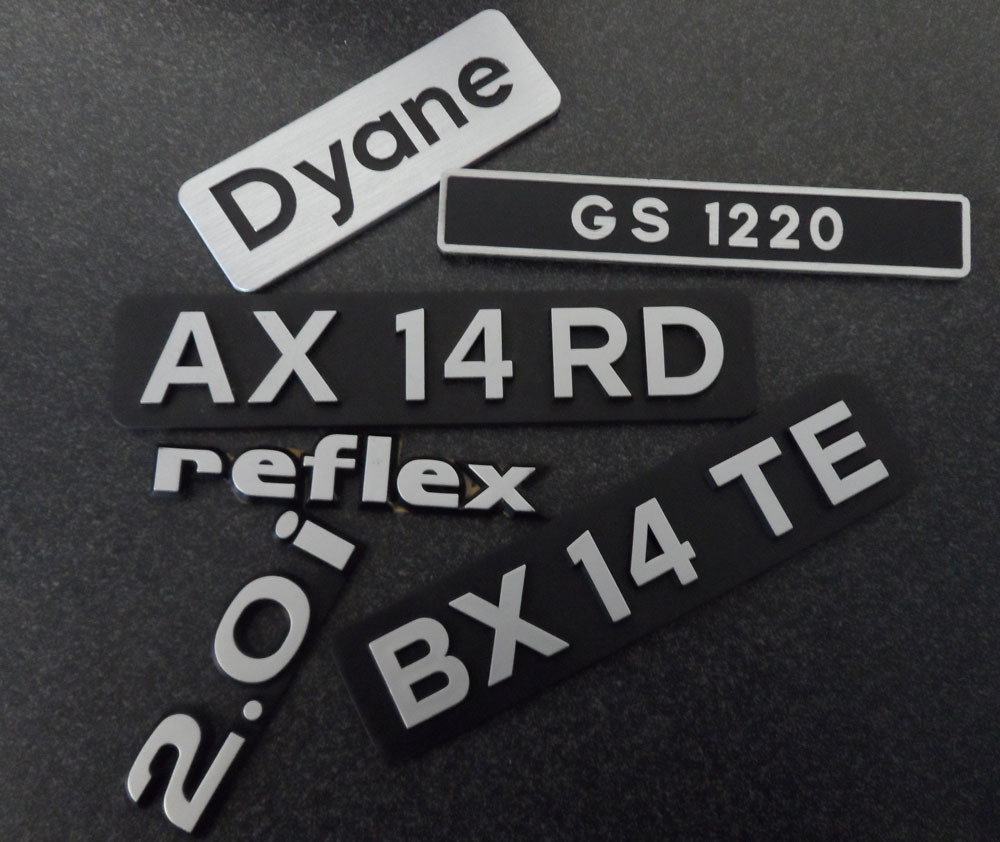 Dyane
GS 1220
AX 14 RD
reflex
BX 14 TE
2.0i